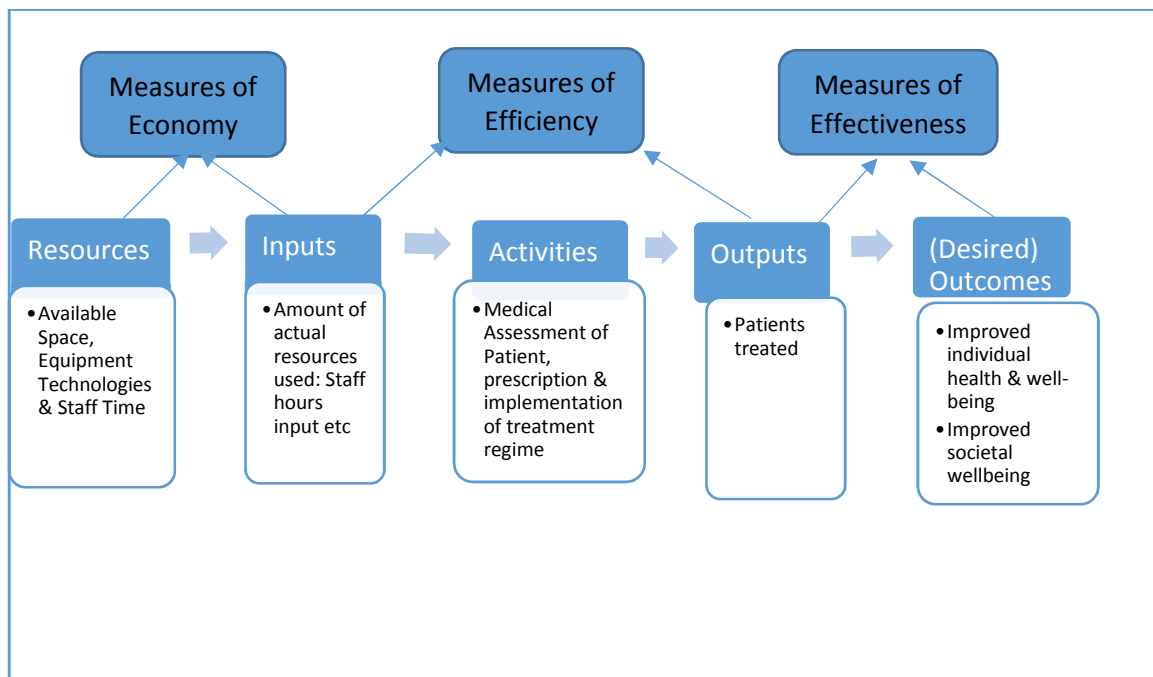 Measures of
Economy
Measures of
Efficiency
Measures of
Effectiveness
Resources
•Available
Space,
Equipment
Technologies
& Staff Time
Inputs
•Amount of
actual
resources
used: Staff
hours
input etc
Activities
•Medical
Assessment of
Patient,
prescription &
implementation
of treatment
regime
Outputs
•Patients
treated
(Desired)
Outcomes
•Improved
individual
health & well-
being
•Improved
societal
wellbeing